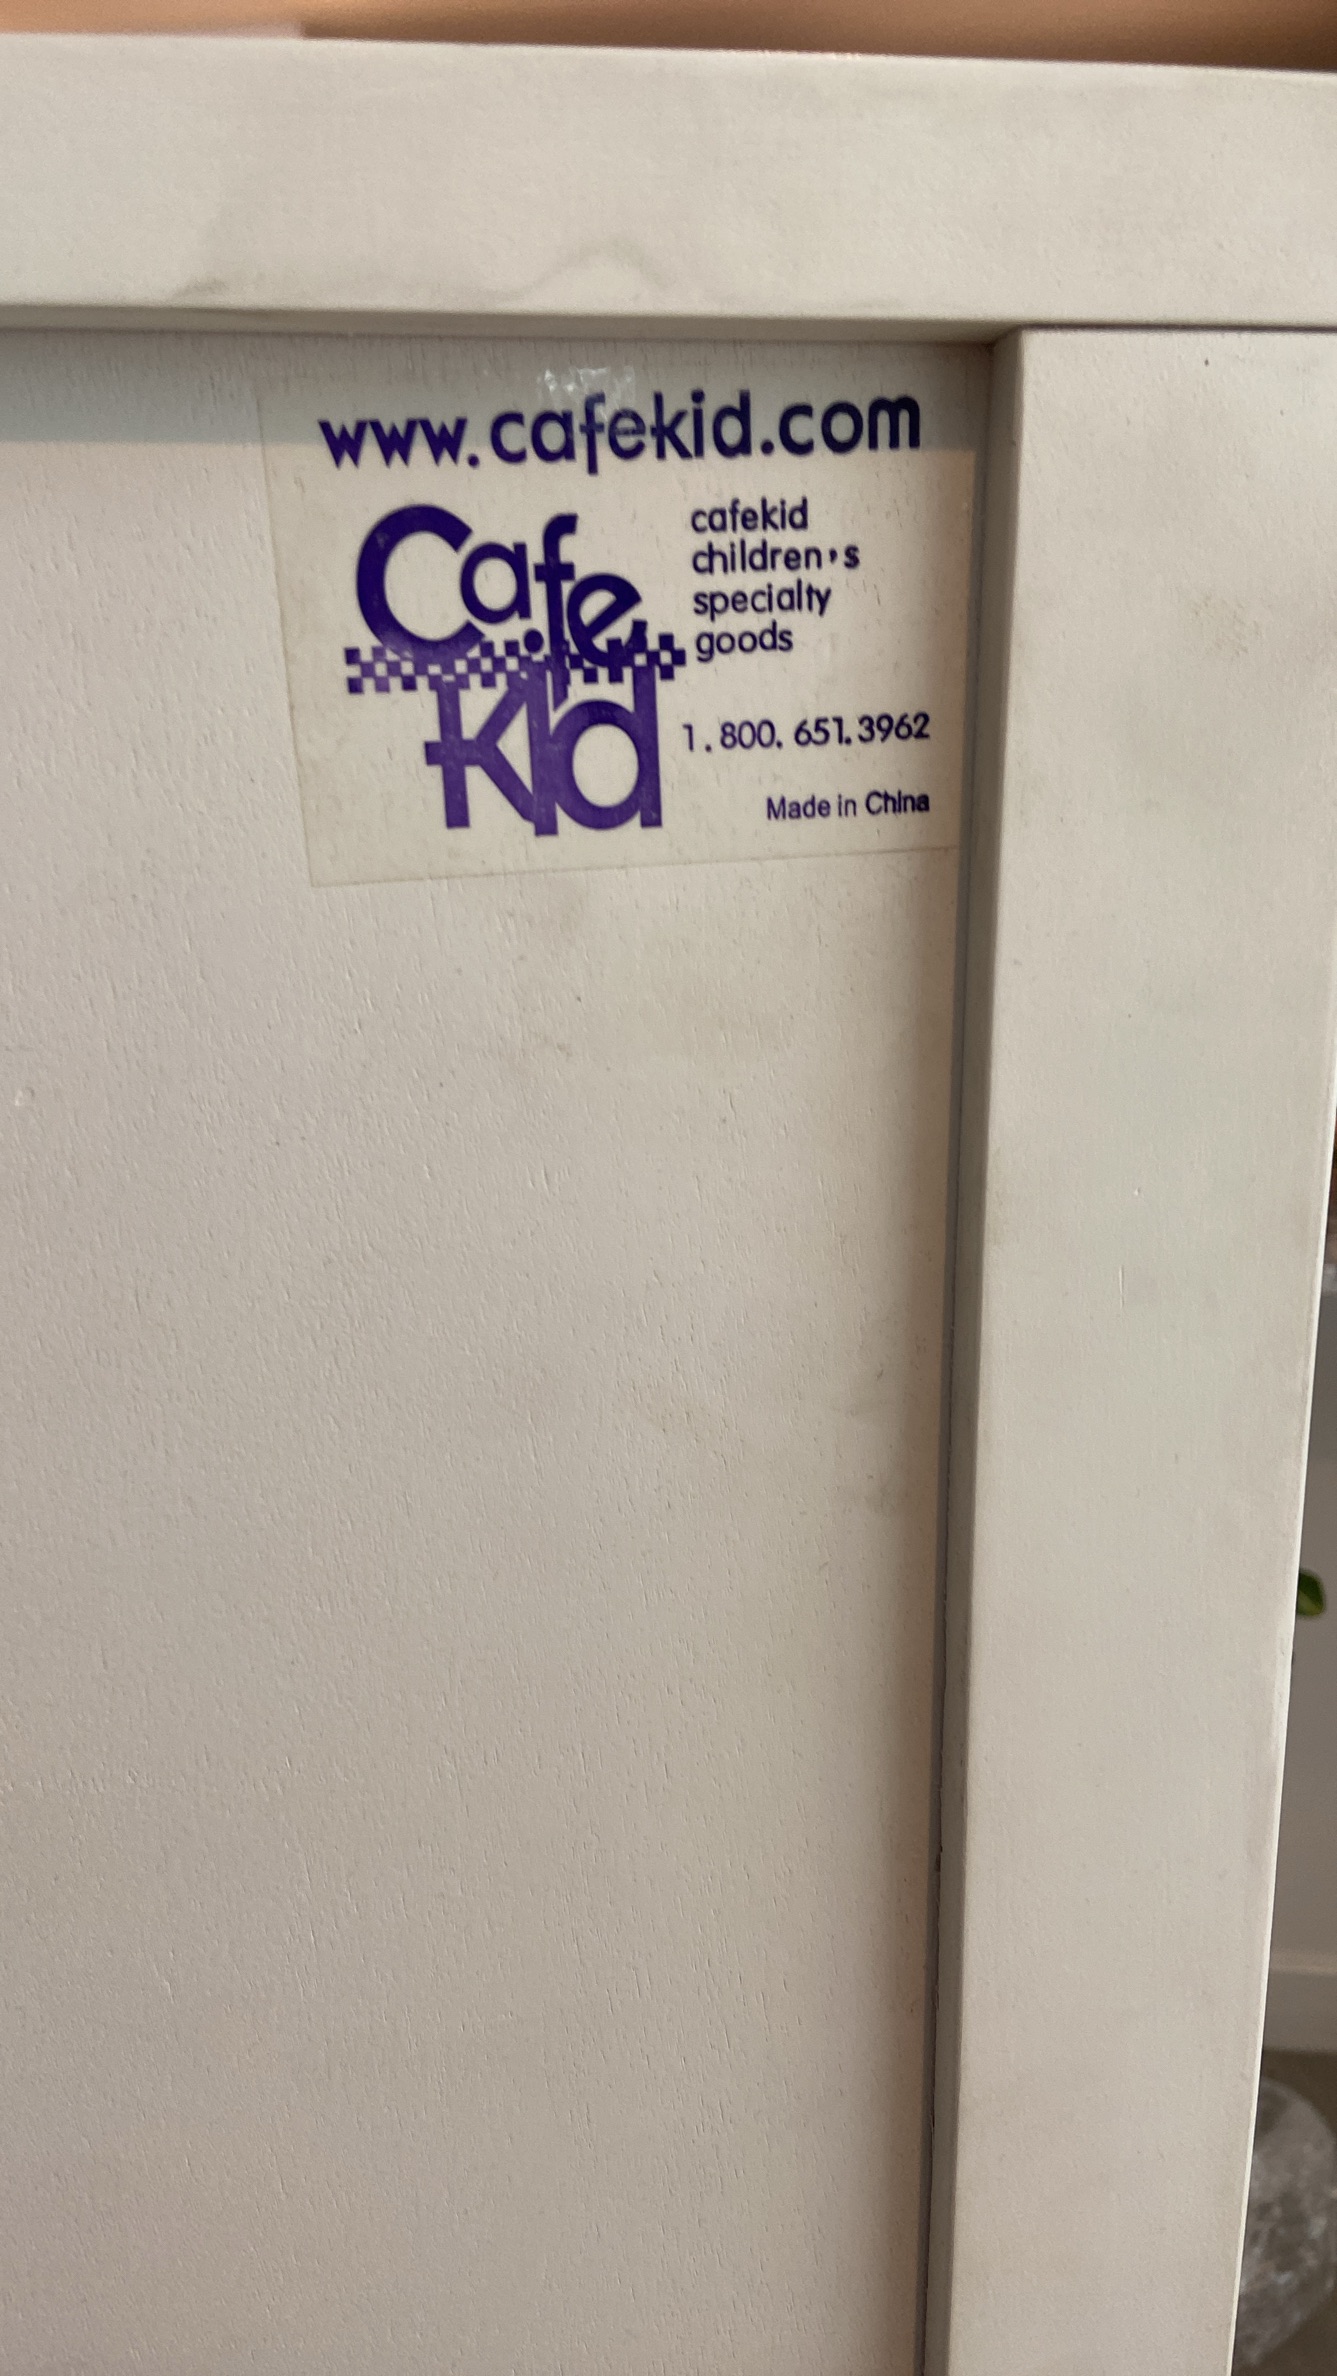 www.cafekid.com
Cafe
Kid
cafekid
children's
specialty
goods
1.800.651.3962
Made in China